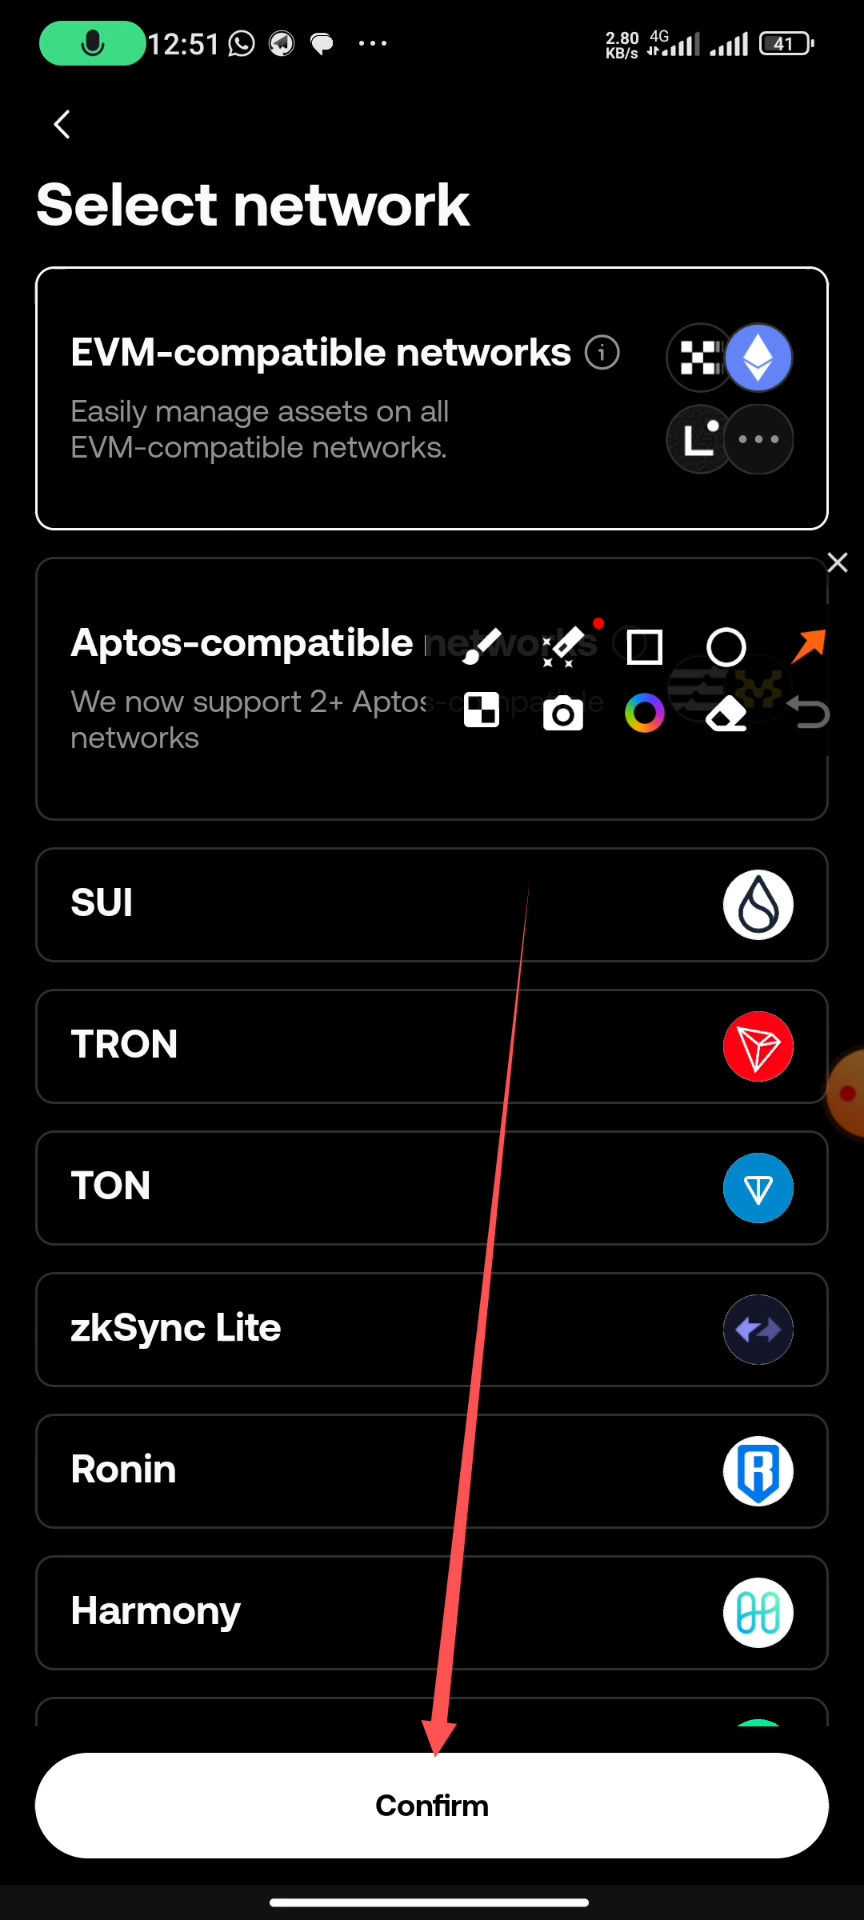 12:51
2.80
KB/s
4G
41
Select network
EVM-compatible networks
Easily manage assets on all
EVM-compatible networks.
Aptos-compatible networks
We now support 2+ Aptos-compatible
networks
SUI
TRON
TON
zkSync Lite
Ronin
Harmony
Confirm